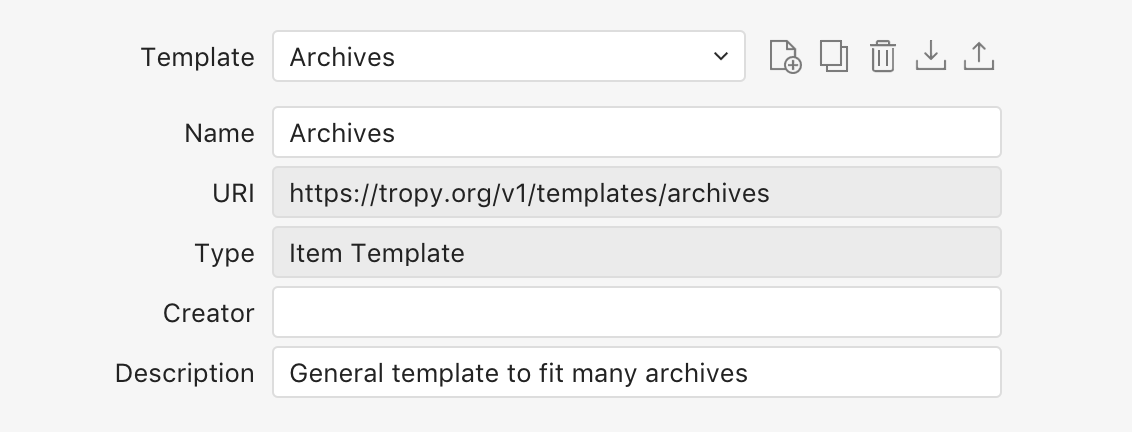 Template Archives
Name Archives
URI https://tropy.org/v1/templates/archives
Type Item Template
Creator
Description General template to fit many archives